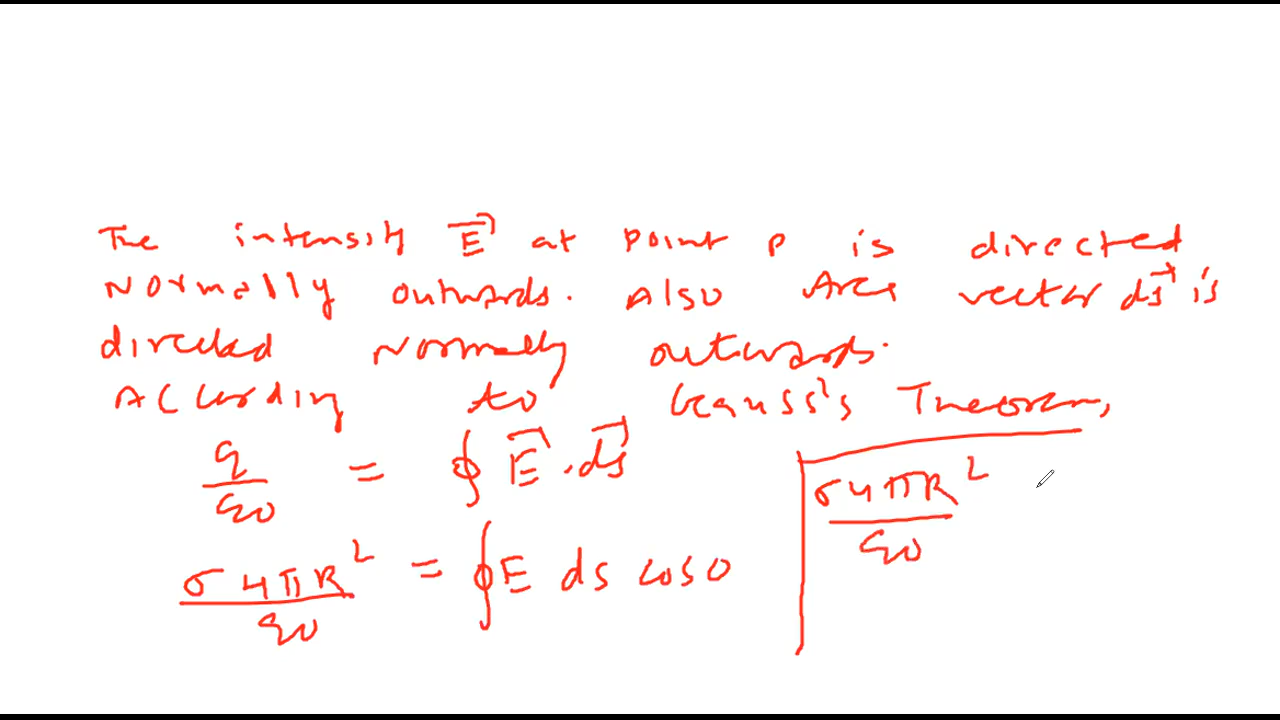 The intensity E⃗ at point P is directed
Normally outwards. Also Area vector ds⃗ is
directed Normally outwards.
According to Gauss's Theorem,
q/ε0 = ∮ E⃗ . ds⃗
σ4πR²/ε0 = ∮ E ds cos0
σ4πR²/ε0